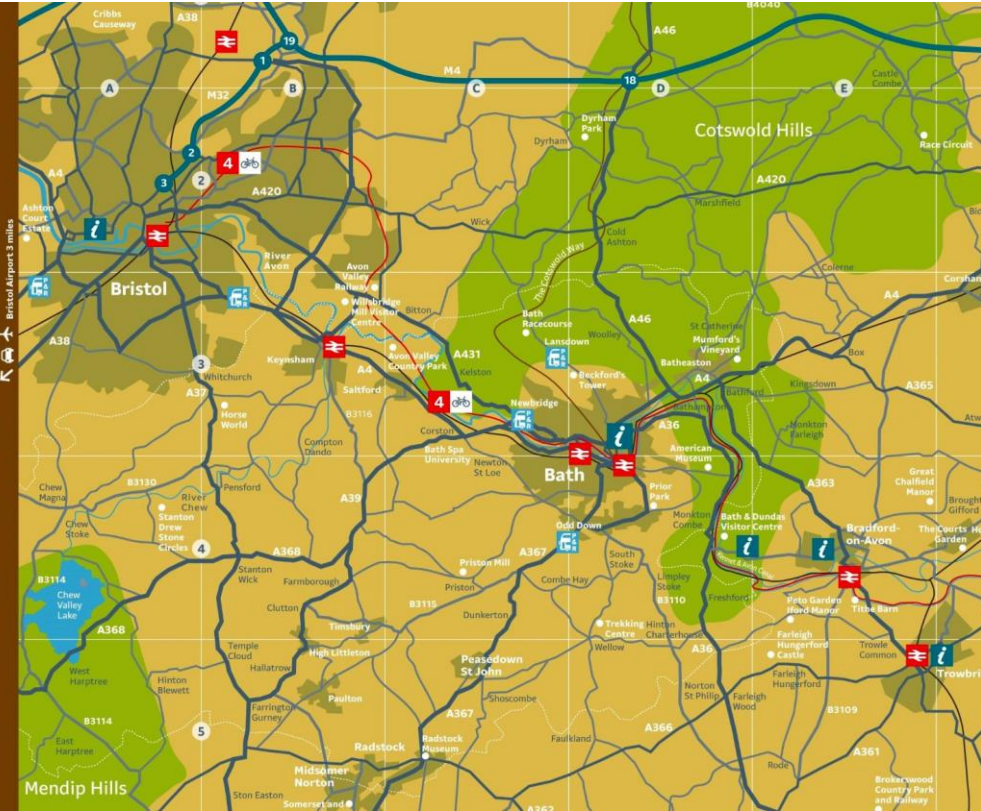 Cribbs
Causeway
A38
19
1
A
B
M32
M4
C
A46
18
D
B4040
E
Castle
Combe
Cotswold Hills
Race Circuit
Dyrham
Park
Dyrham
2
4
2
3
A4
Ashton
Court
Estate
i
A420
A420
Marshfield
Wick
Cold
Ashton
River
Avon
Bristol Airport 3 miles
P&R
Bristol
P&R
Avon
Valley
Railway
Willsbridge
Mill Visitor
Centre
Bitton
The Cotswold Way
Colerne
Corsham
A4
A38
Bath
Racecourse
Woolley
A46
St Catherine
Mumford's
Vineyard
Lansdown
P&R
Batheaston
Box
Keynsham
A4
Saltford
Avon Valley
Country Park
A431
Kelston
Beckford's
Tower
A4
Bathford
Kingsdown
A365
3
Whitchurch
A37
Horse
World
B3116
4
Newbridge
P&R
i
Bathampton
A36
Monkton
Farleigh
Compton
Dando
Corston
Bath Spa
University
Newton
St Loe
Bath
American
Museum
A363
Great
Chalfield
Manor
Chew
Magna
B3130
River
Chew
Pensford
A39
Prior
Park
Chew
Stoke
Stanton
Drew
Stone
Circles
4
A368
Odd Down
P&R
A367
Monkton
Combe
Bath & Dundas
Visitor Centre
i
i
Bradford-
on-Avon
Broughton
Gifford
The Courts
Garden
B3114
Chew
Valley
Lake
Stanton
Wick
Farmborough
Priston Mill
Priston
Combe Hay
South
Stoke
Limpley
Stoke
Kennet & Avon Canal
Freshford
B3110
Peto Garden
Iford Manor
Tithe Barn
Clutton
B3115
Dunkerton
A368
Timsbury
Trekking
Centre
Wellow
Hinton
Charterhouse
A36
Farleigh
Hungerford
Castle
Trowle
Common
i
Temple
Cloud
High Littleton
Hallatrow
Peasedown
St John
Farleigh
Hungerford
West
Harptree
Hinton
Blewett
Paulton
Shoscombe
Norton
St Philip
Farleigh
Wood
B3109
B3114
Farrington
Gurney
A367
A366
5
East
Harptree
Radstock
Radstock
Museum
Faulkland
A361
Mendip Hills
Midsomer
Norton
Rode
Ston Easton
Somerset and
A362
Brokerswood
Country Park
and Railway